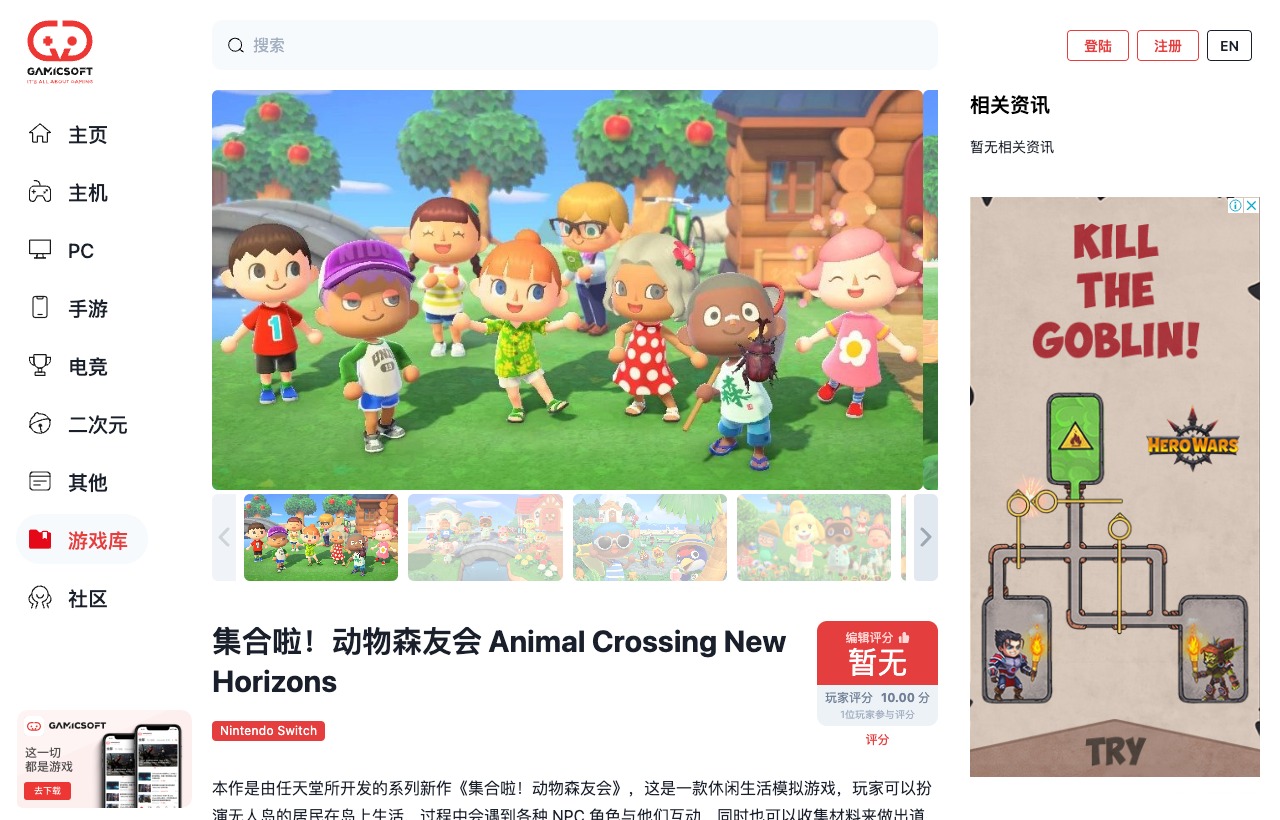 GAMICSOFT
IT'S ALL ABOUT GAMING
搜索
登陆
注册
EN
主页
主机
PC
手游
电竞
二次元
其他
游戏库
社区
GAMICSOFT
这一切
都是游戏
去下载
1
集合啦！动物森友会 Animal Crossing New
Horizons
Nintendo Switch
编辑评分
暂无
玩家评分 10.00 分
1位玩家参与评分
评分
本作是由任天堂所开发的系列新作《集合啦！动物森友会》，这是一款休闲生活模拟游戏，玩家可以扮
演无人岛的居民在岛上生活，过程中会遇到各种 NPC 角色与他们互动，同时也可以收集材料来做出道
相关资讯
暂无相关资讯
KILL
THE
GOBLIN!
HERO WARS
TRY